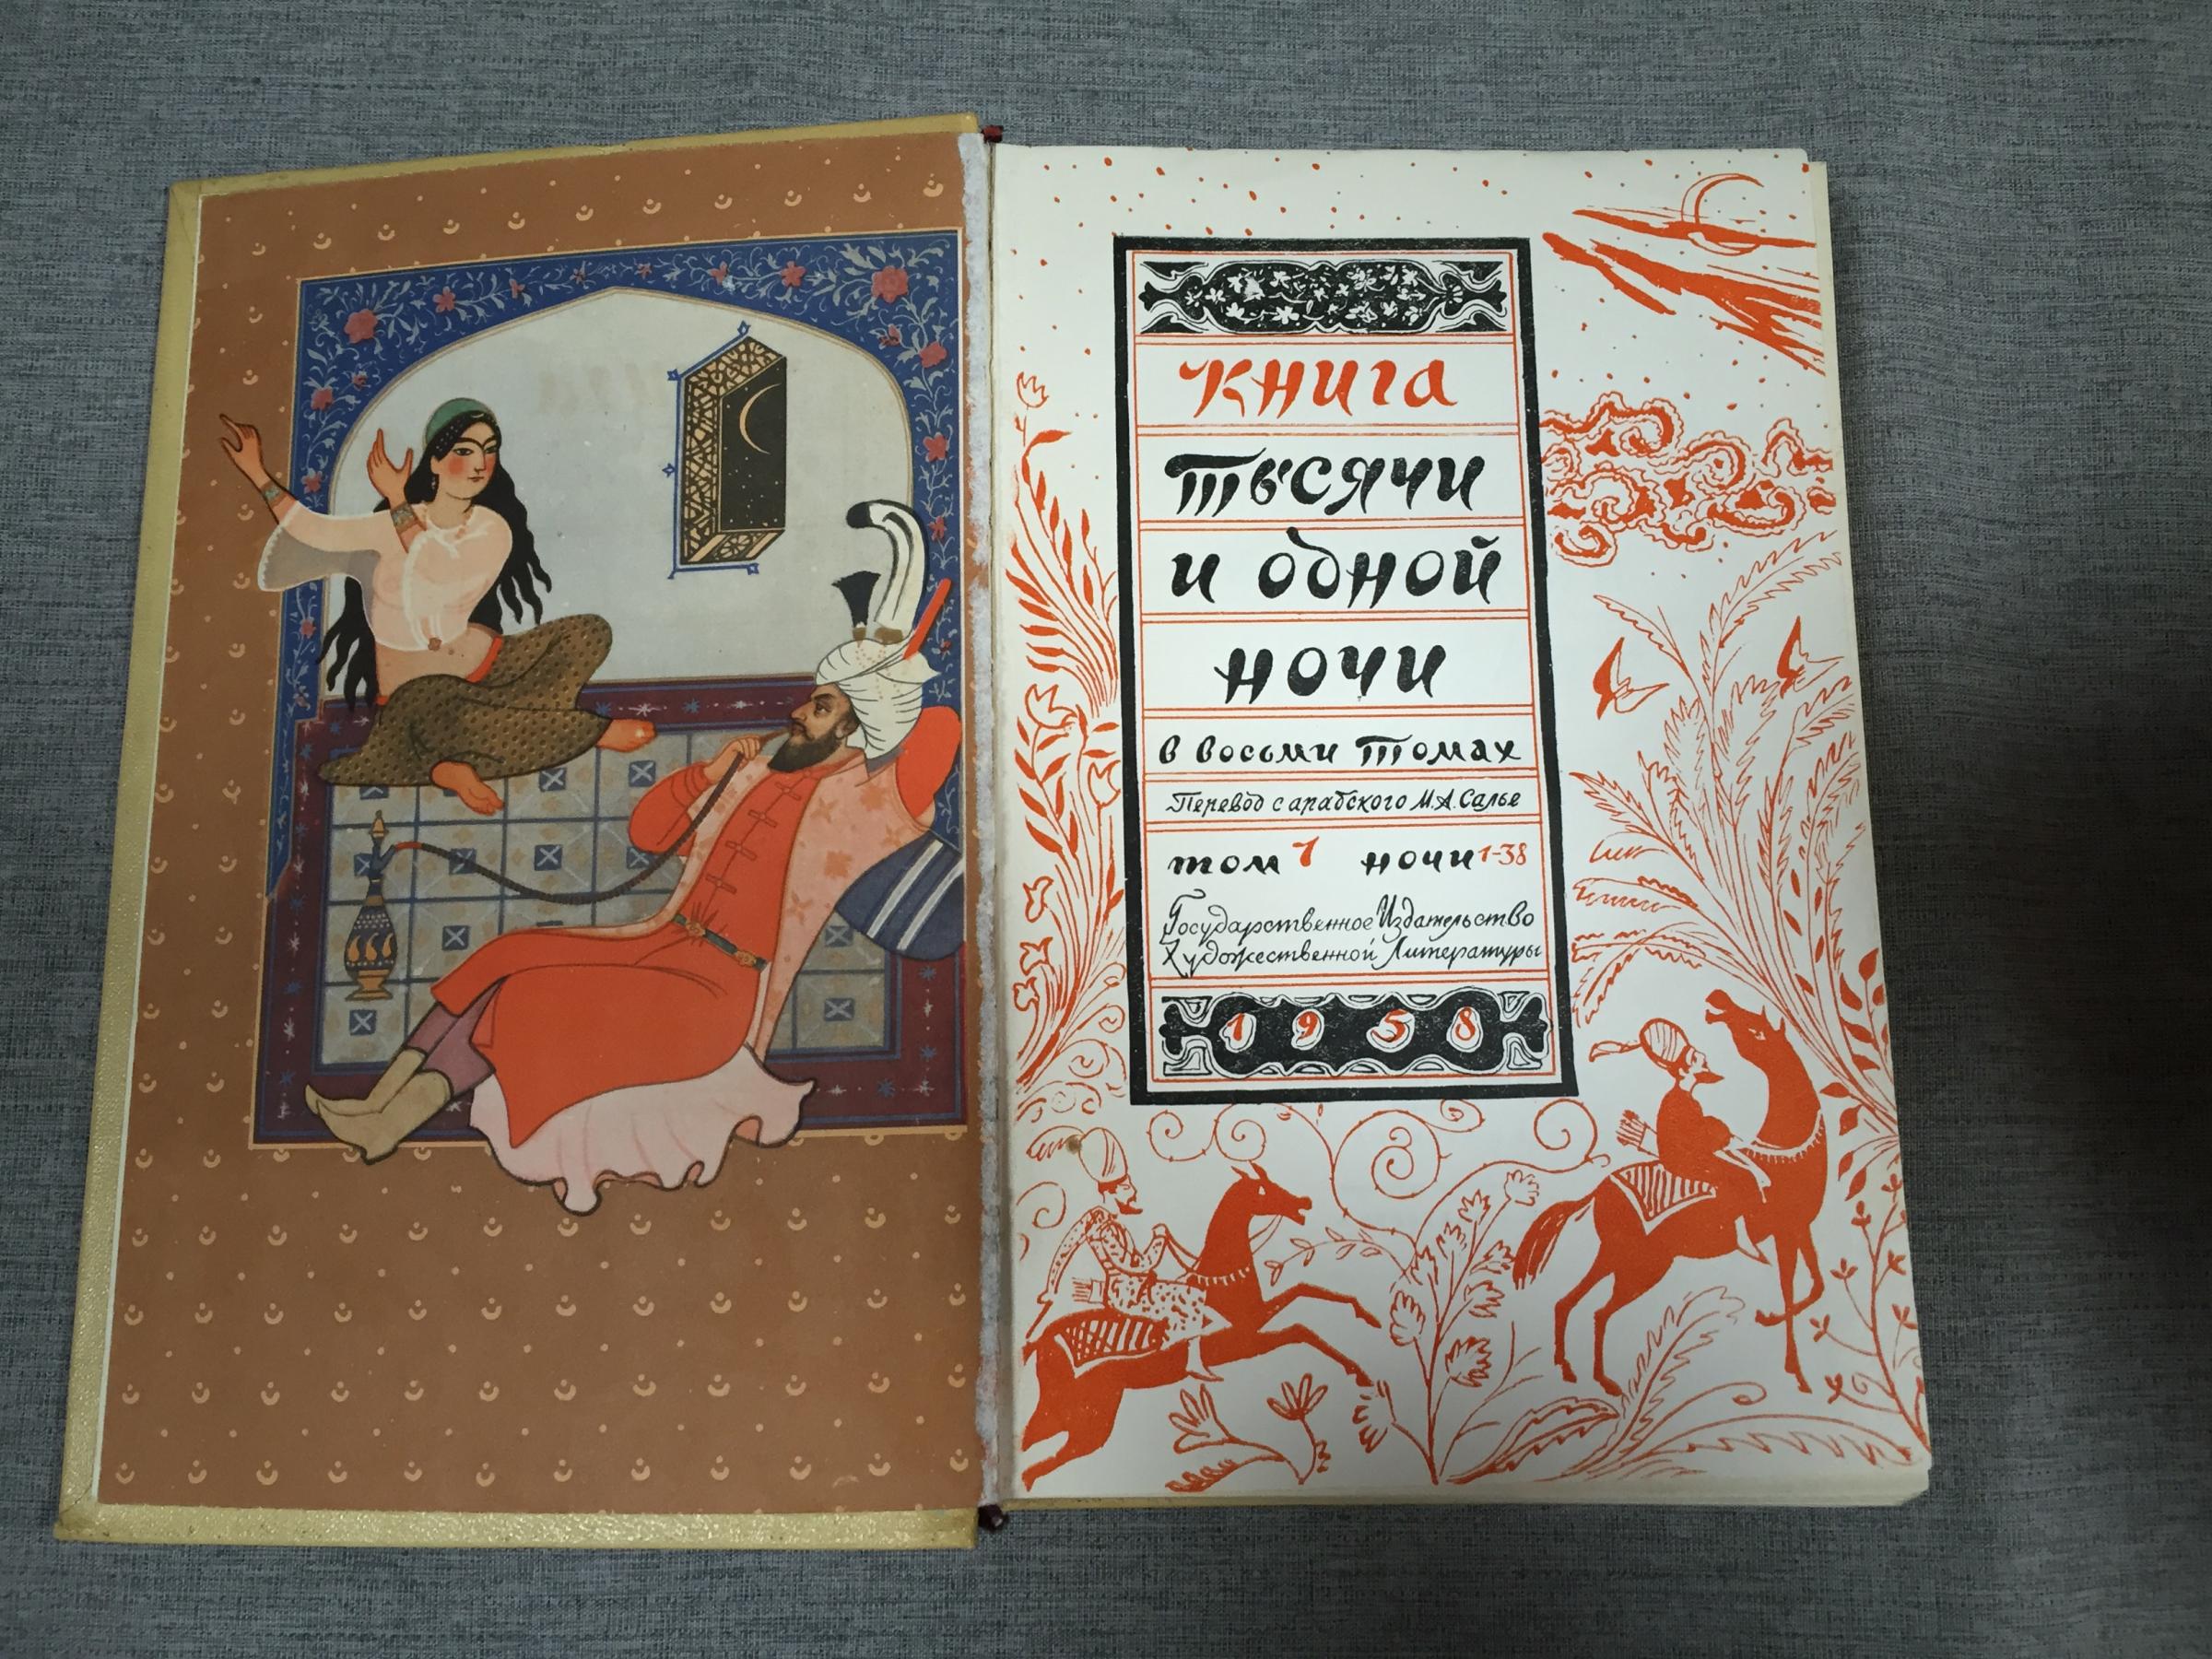 книга
тысячи
и одной
ночи
в восьми томах
Перевод с арабского М.А.Салье
том 1 ночи 1-38
Государственное Издательство
Художественной Литературы
1958